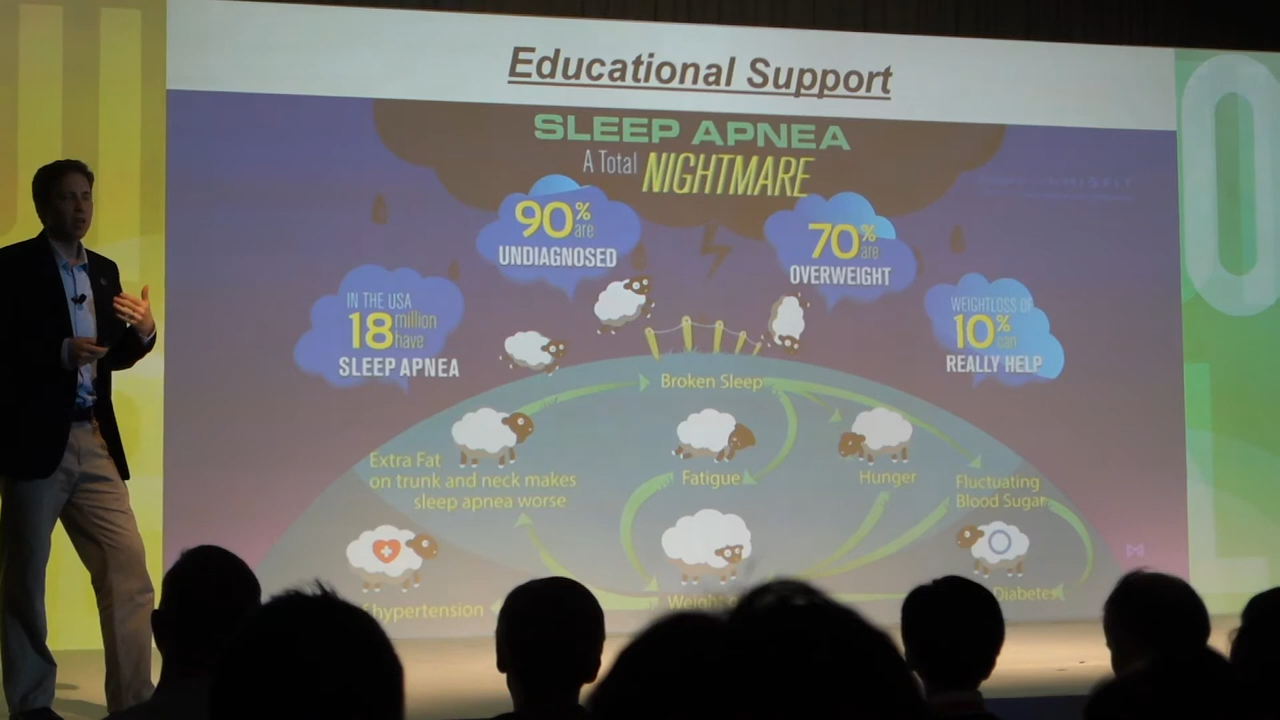 Educational Support
SLEEP APNEA
A Total NIGHTMARE
90% are
UNDIAGNOSED
70% are
OVERWEIGHT
IN THE USA
18 million have
SLEEP APNEA
WEIGHTLOSS OF
10% can
REALLY HELP
Broken Sleep
Extra Fat
on trunk and neck makes
sleep apnea worse
Fatigue
Hunger
Fluctuating
Blood Sugar
hypertension
Diabetes